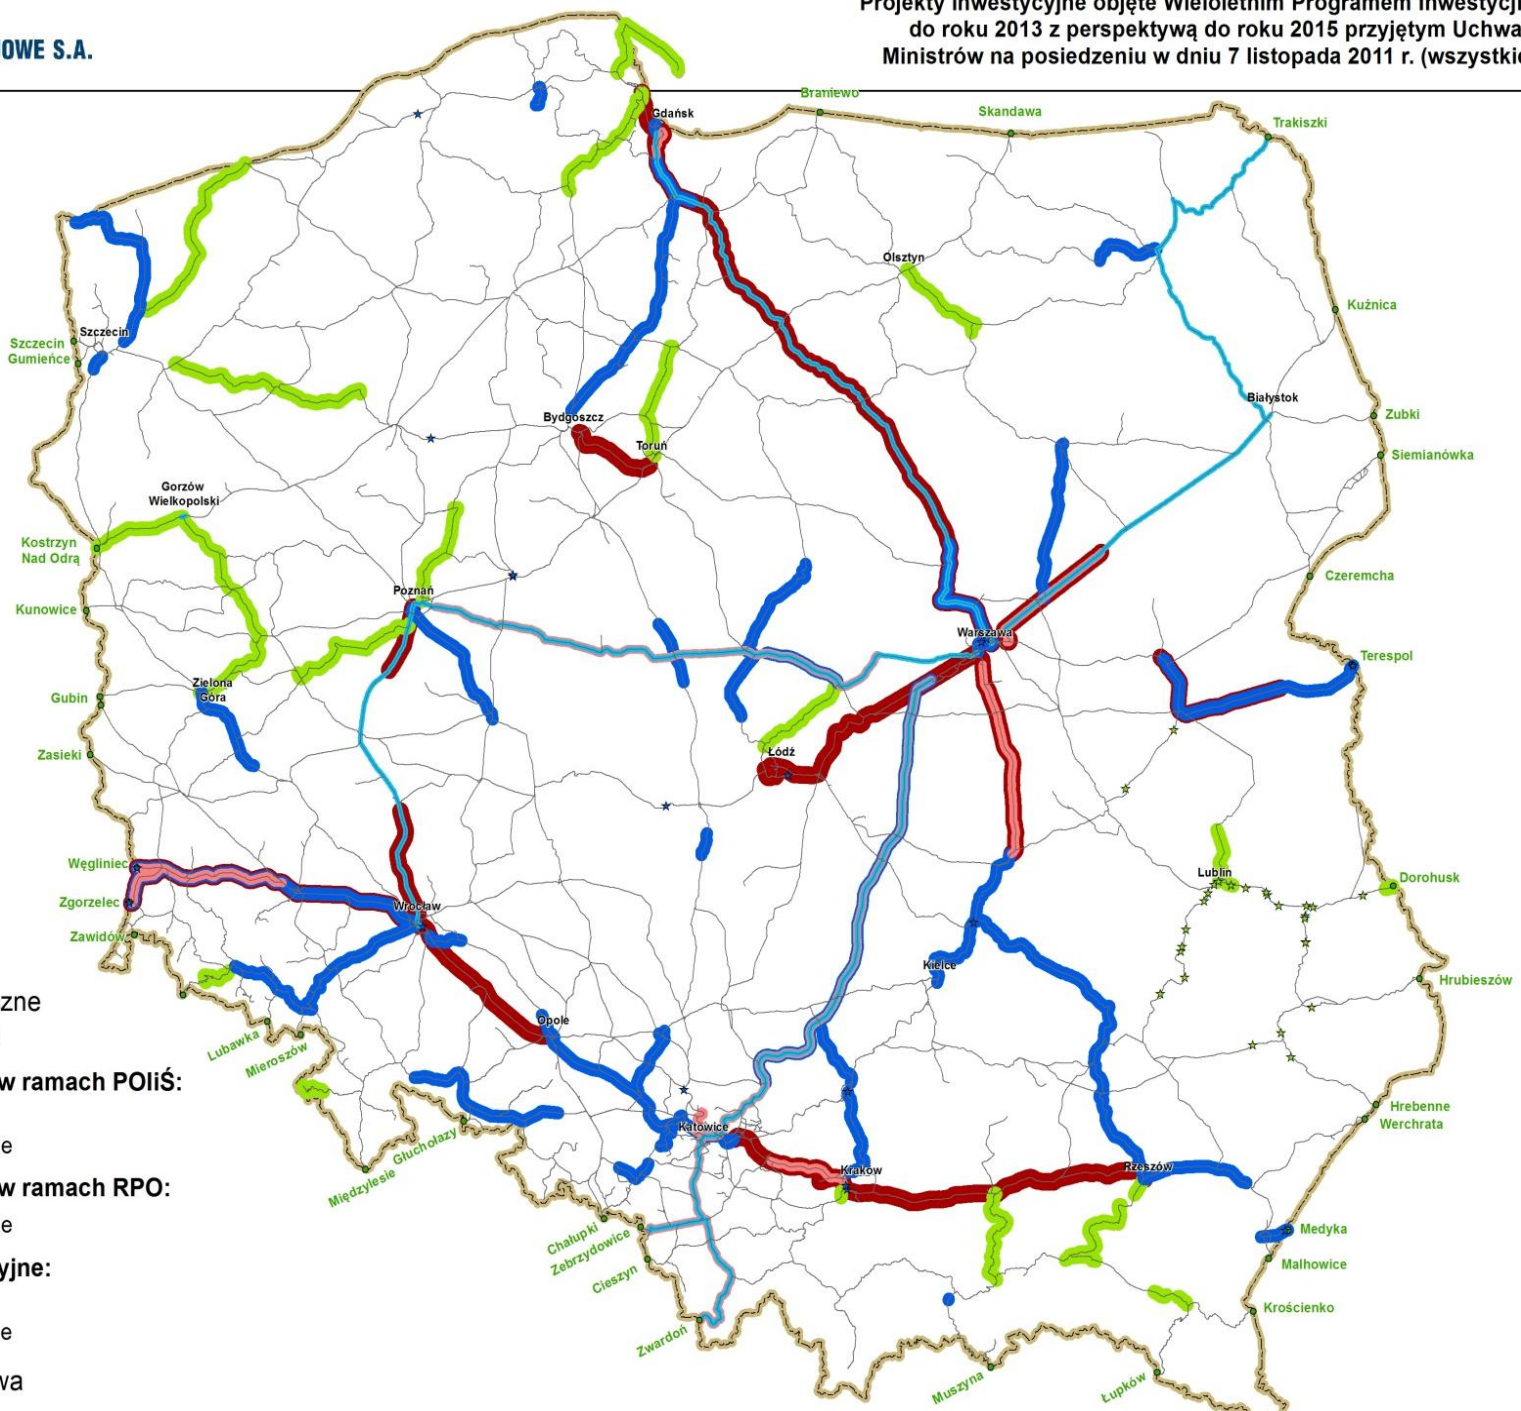 Projekty inwestycyjne objęte Wieloletnim Programem Inwestycji
do roku 2013 z perspektywą do roku 2015 przyjętym Uchwa
Ministrów na posiedzeniu w dniu 7 listopada 2011 r. (wszystkie
OWE S.A.
Braniewo
Gdańsk
Skandawa
Trakiszki
Olsztyn
Kuźnica
Szczecin
Szczecin
Gumieńce
Białystok
Bydgoszcz
Zubki
Toruń
Siemianówka
Gorzów
Wielkopolski
Kostrzyn
Nad Odrą
Czeremcha
Poznań
Kunowice
Warszawa
Terespol
Zielona
Góra
Gubin
Zasieki
Łódź
Węgliniec
Lublin
Dorohusk
Zgorzelec
Wrocław
Zawidów
Kielce
Hrubieszów
zne
Opole
Lubawka
Mieroszów
w ramach POIiŚ:
Hrebenne
Werchrata
Katowice
Głuchołazy
e
Międzylesie
Krakow
Rzeszów
w ramach RPO:
e
Chałupki
Zebrzydowice
Medyka
Cieszyn
Malhowice
yjne:
Krościenko
e
Zwardoń
wa
Muszyna
Łupków